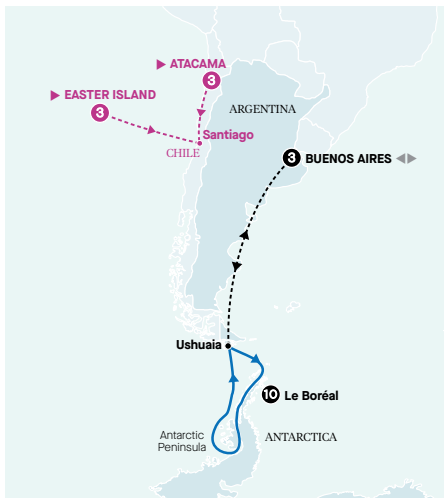 ATACAMA
3
EASTER ISLAND
3
ARGENTINA
Santiago
CHILE
3 BUENOS AIRES
Ushuaia
10 Le Boréal
Antarctic
Peninsula
ANTARCTICA